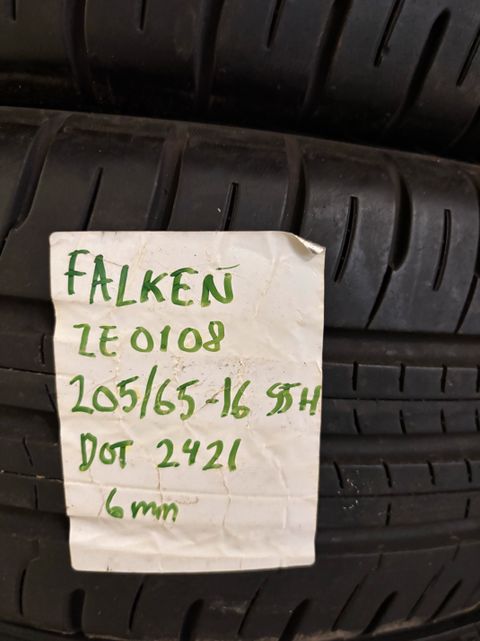 FALKEN
ZE0108
205/65-16 95H
DOT 2421
6mm